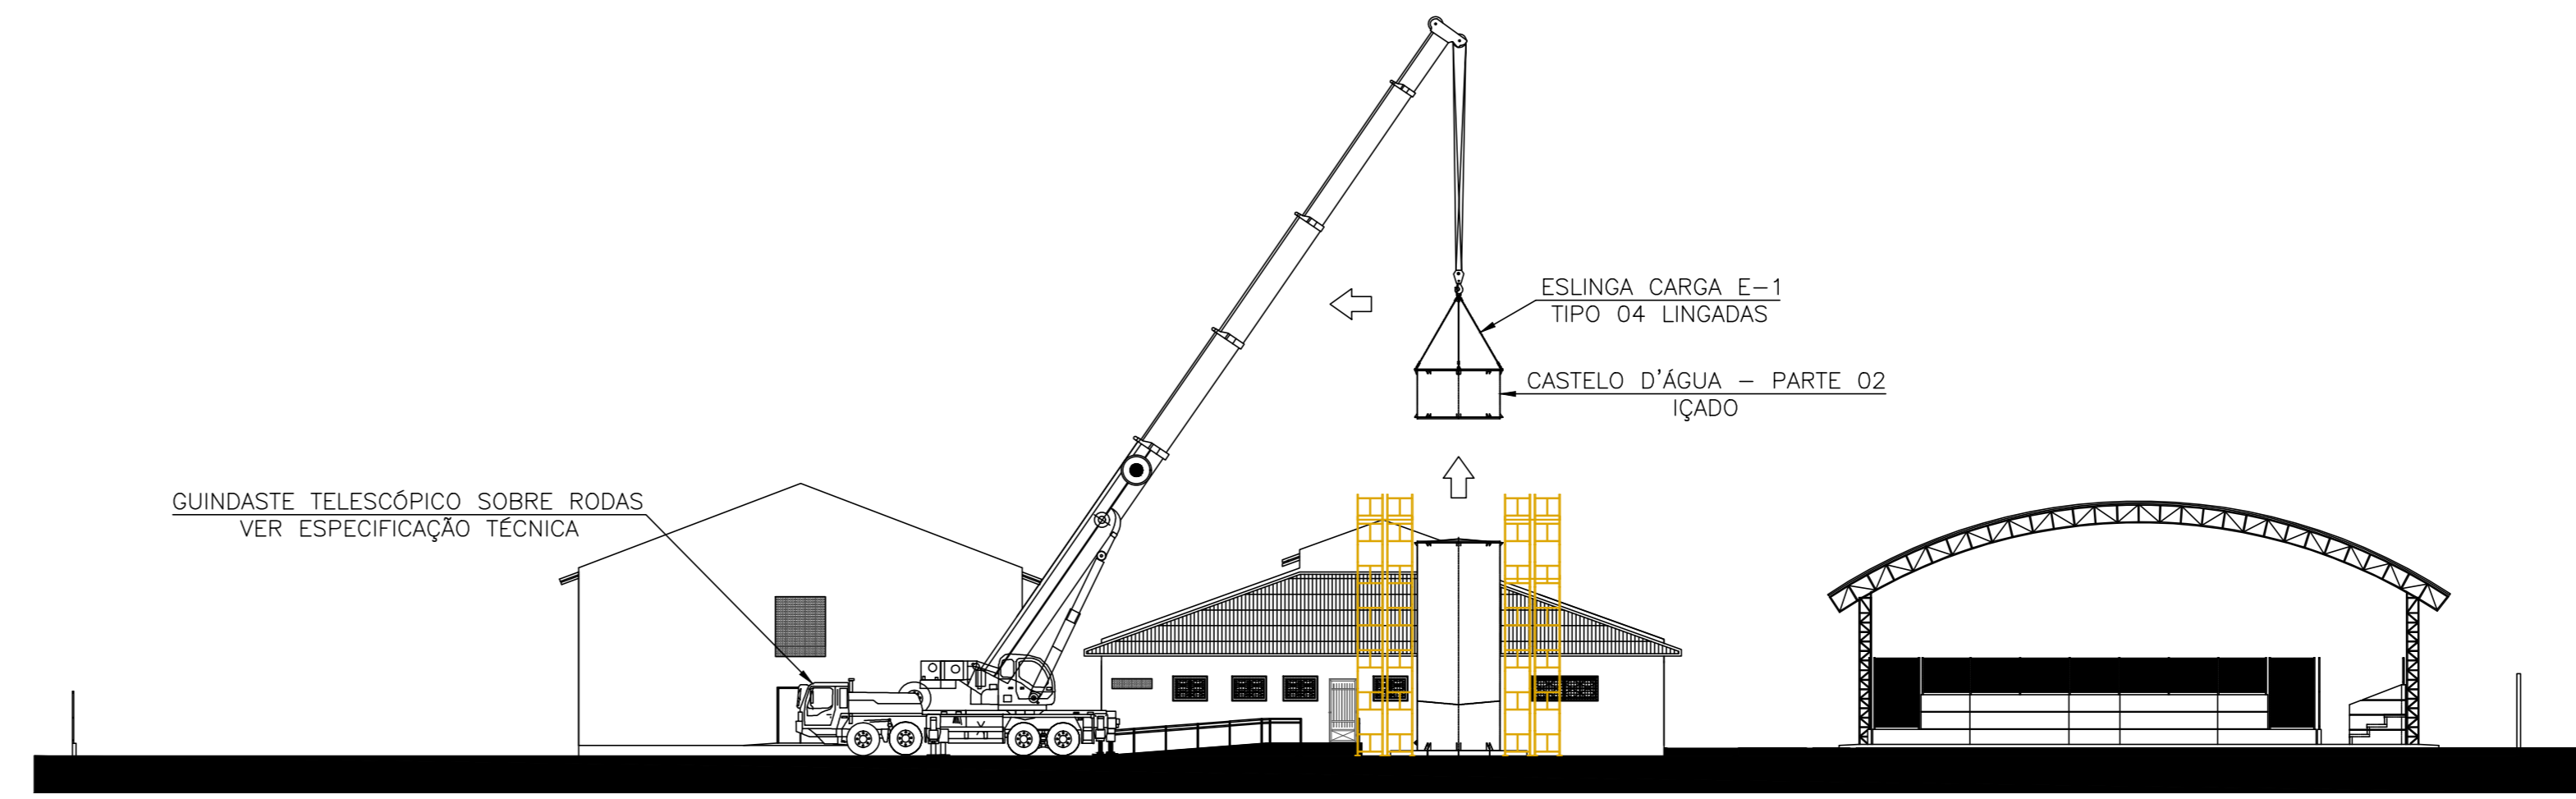 ESLINGA CARGA E-1
TIPO 04 LINGADAS
CASTELO D'ÁGUA - PARTE 02
IÇADO
GUINDASTE TELESCÓPICO SOBRE RODAS
VER ESPECIFICAÇÃO TÉCNICA